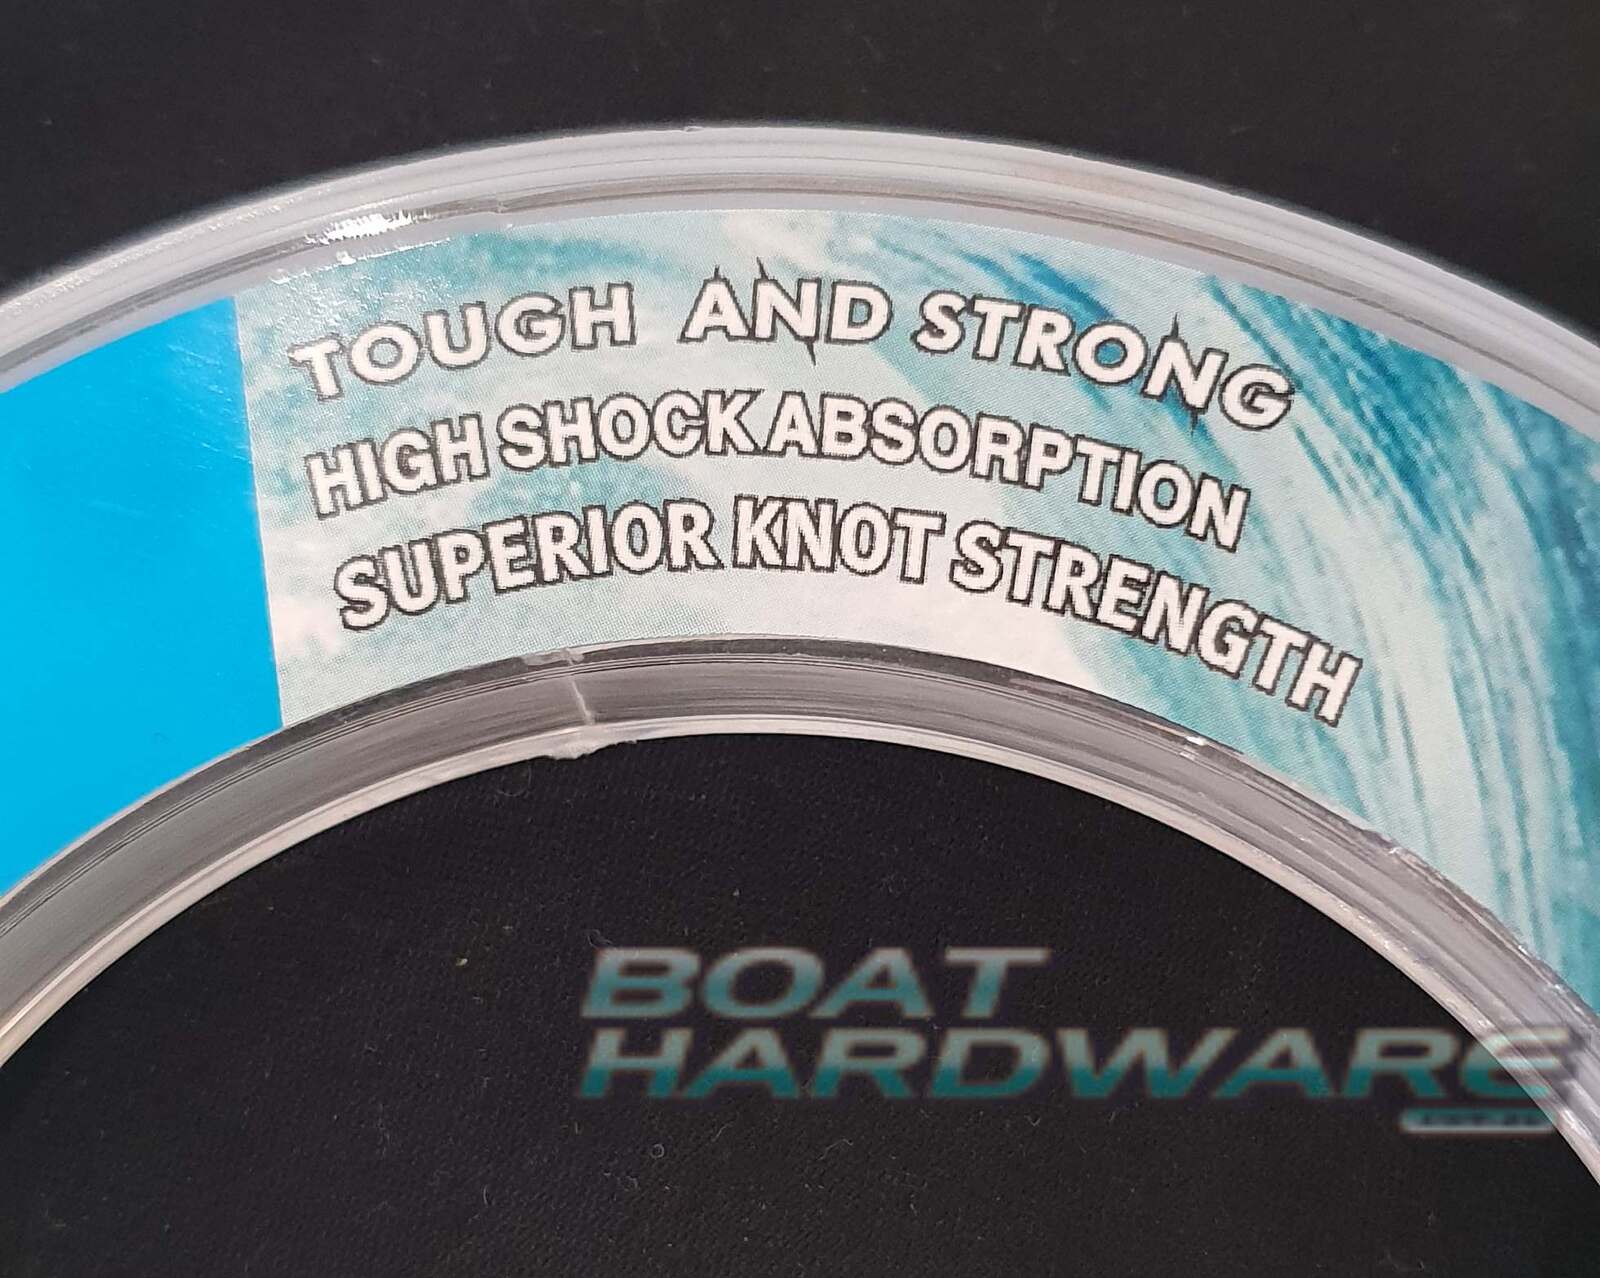 TOUGH AND STRONG
HIGH SHOCK ABSORPTION
SUPERIOR KNOT STRENGTH
BOAT
HARDWARE